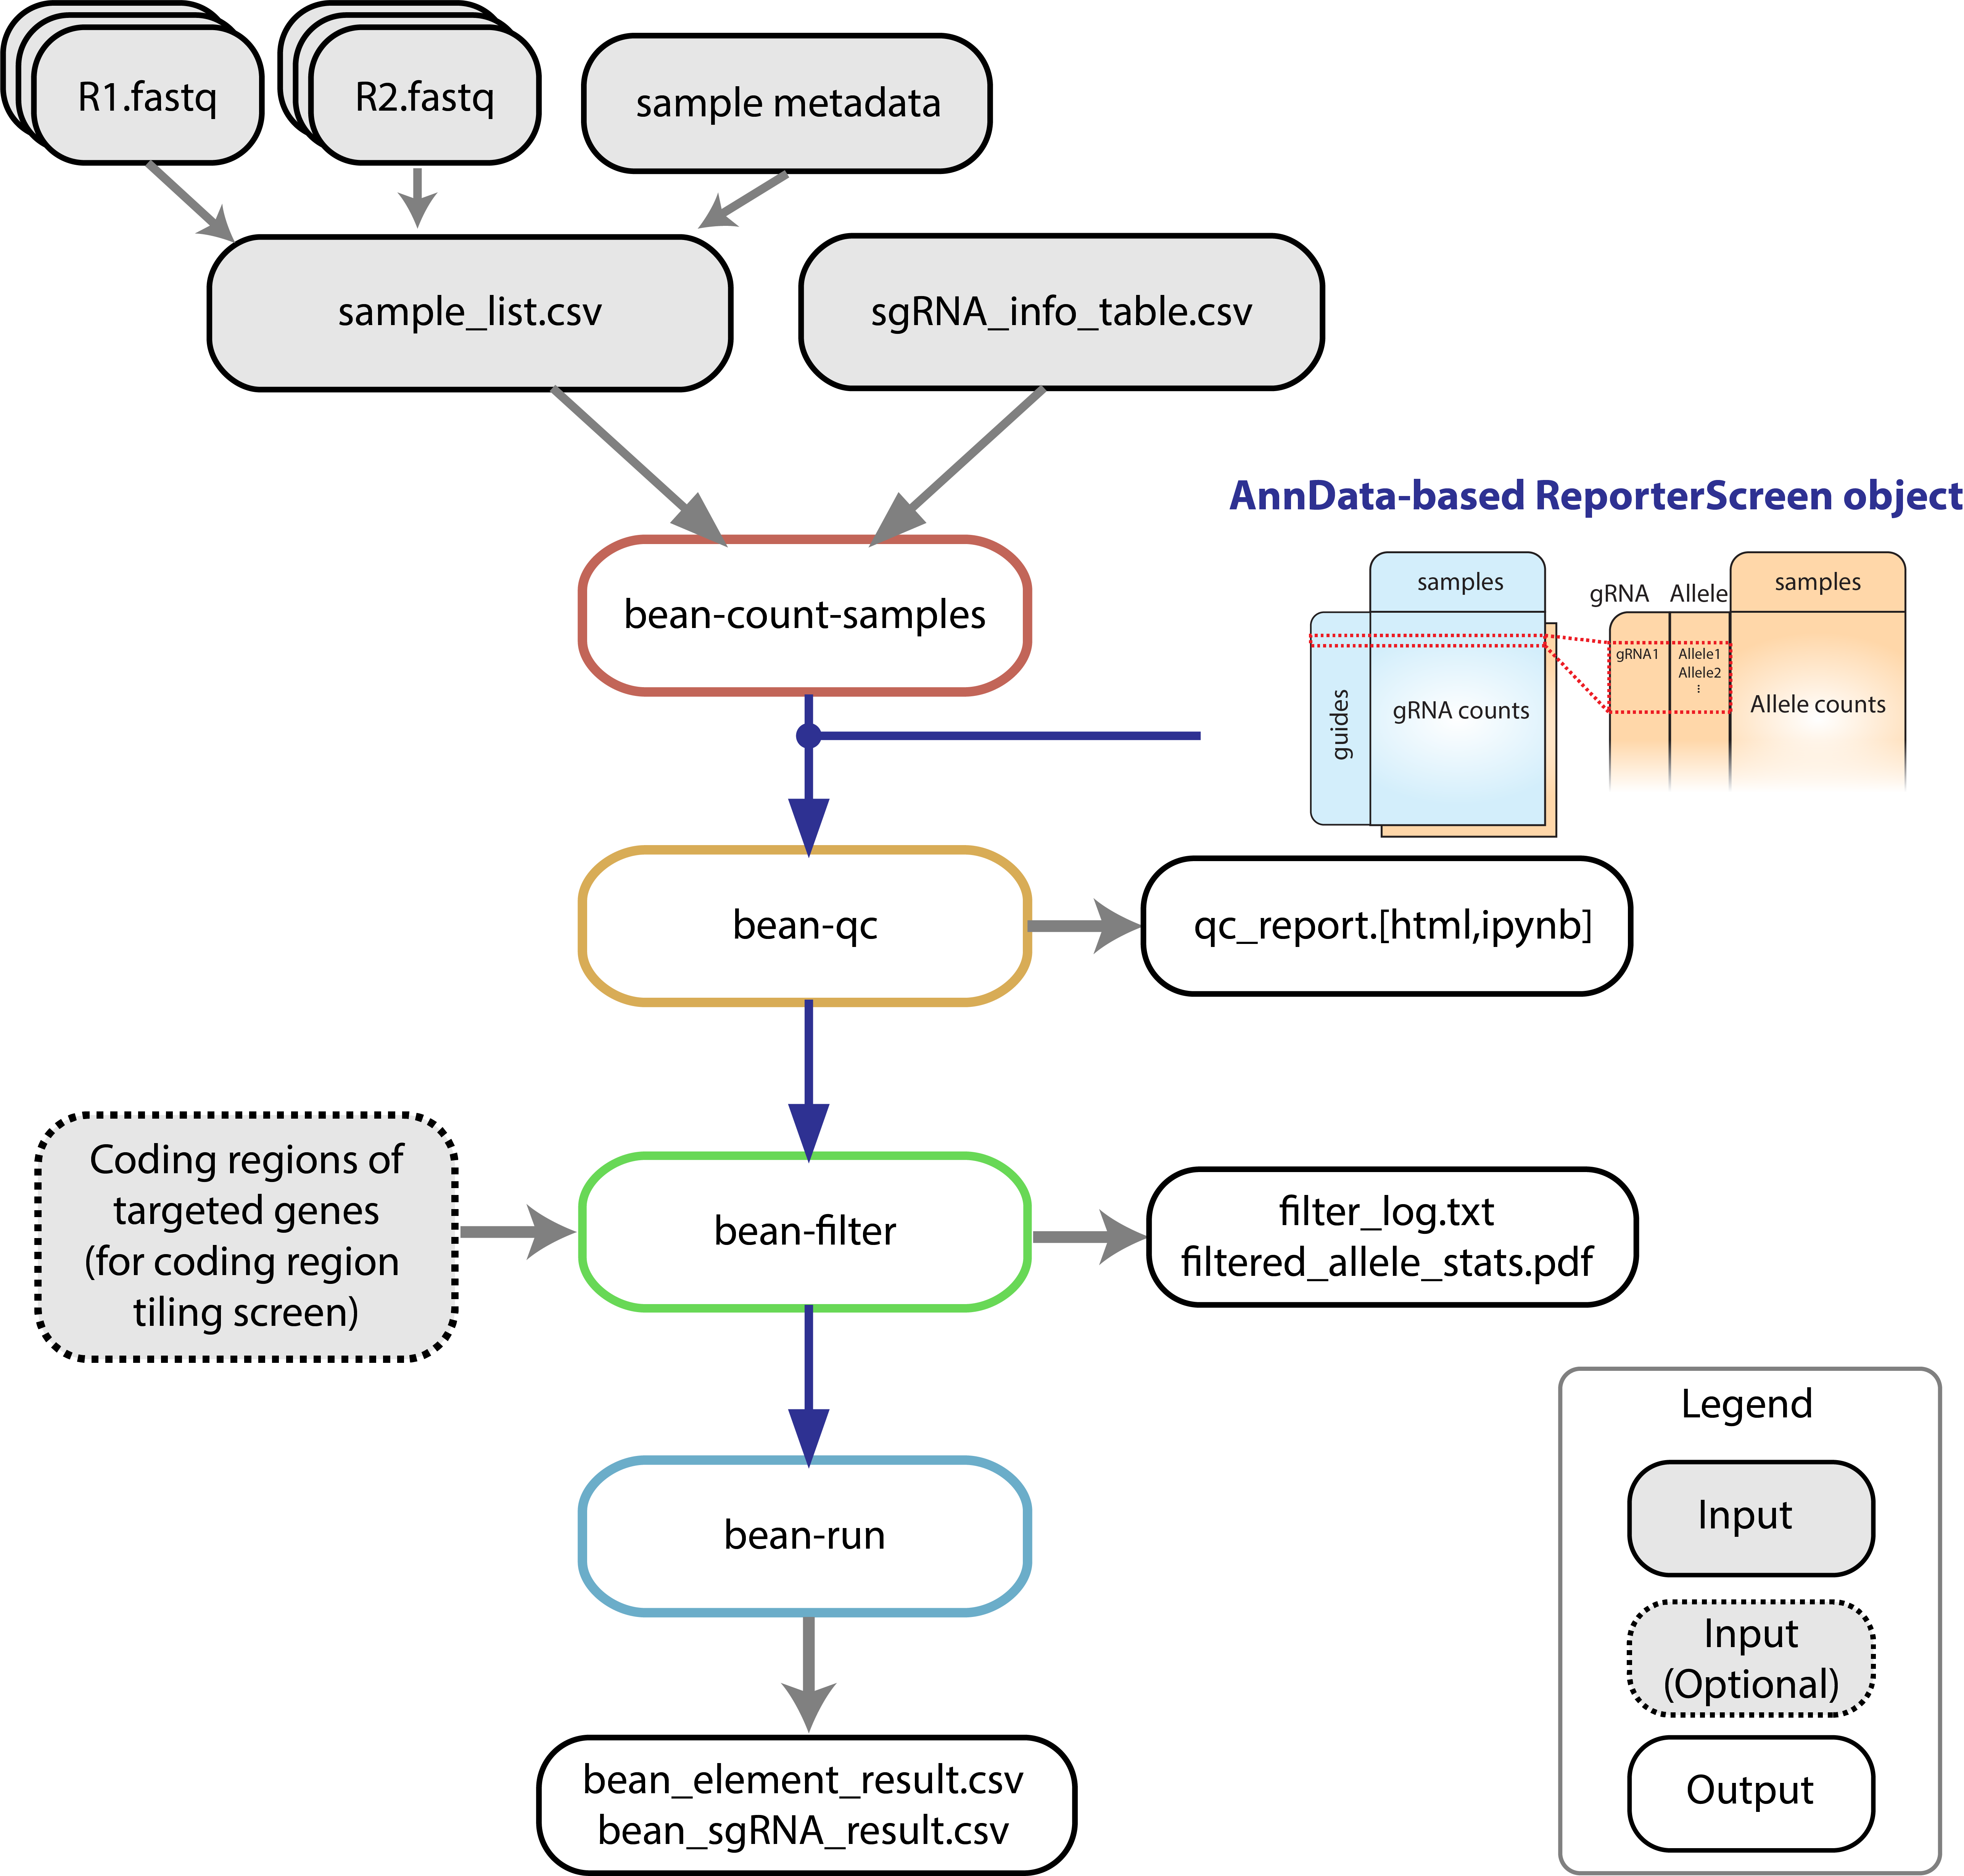 R1.fastq
R2.fastq
sample metadata
sample_list.csv
sgRNA_info_table.csv
AnnData-based ReporterScreen object
bean-count-samples
samples
guides
gRNA counts
gRNA
Allele
samples
gRNA1
Allele1
Allele2
⋮
Allele counts
bean-qc
qc_report.[html,ipynb]
Coding regions of
targeted genes
(for coding region
tiling screen)
bean-filter
filter_log.txt
filtered_allele_stats.pdf
bean-run
bean_element_result.csv
bean_sgRNA_result.csv
Legend
Input
Input
(Optional)
Output